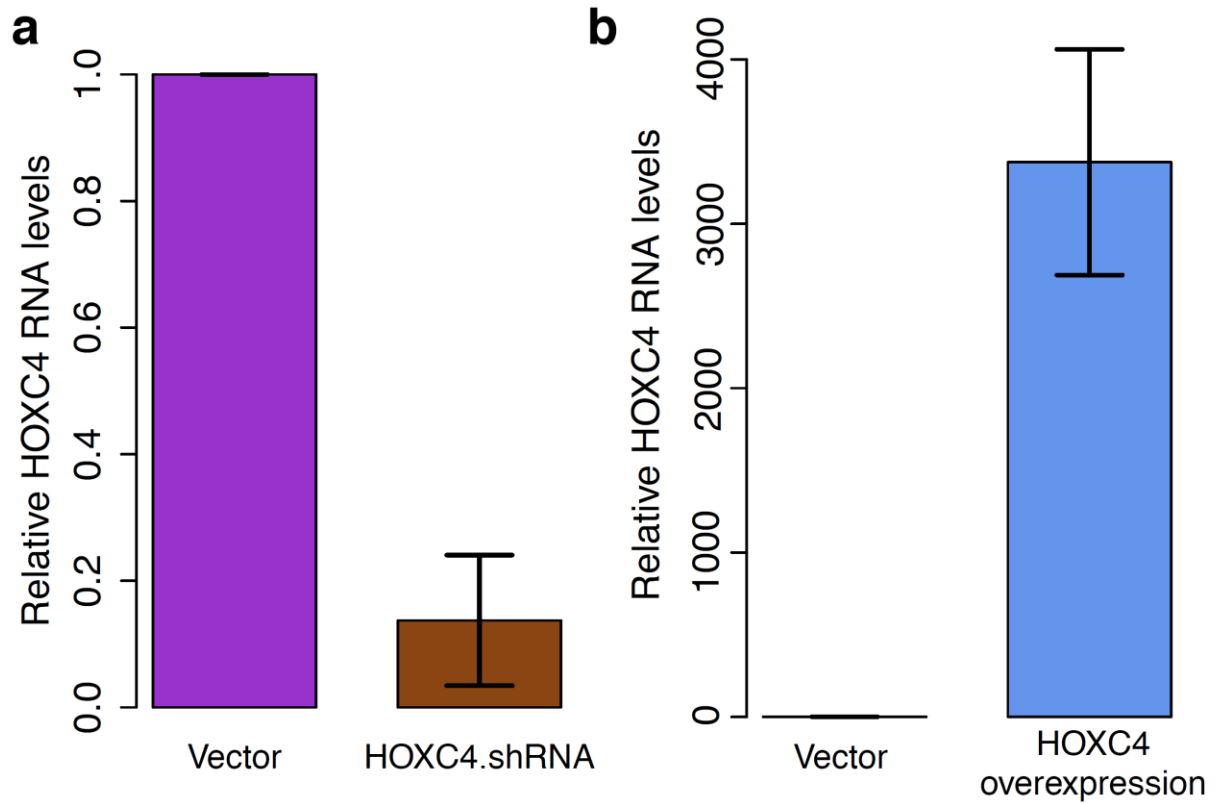 a
Relative HOXC4 RNA levels
1.0
0.8
0.6
0.4
0.2
0.0
Vector
HOXC4.shRNA
b
Relative HOXC4 RNA levels
4000
3000
2000
1000
0
Vector
HOXC4
overexpression